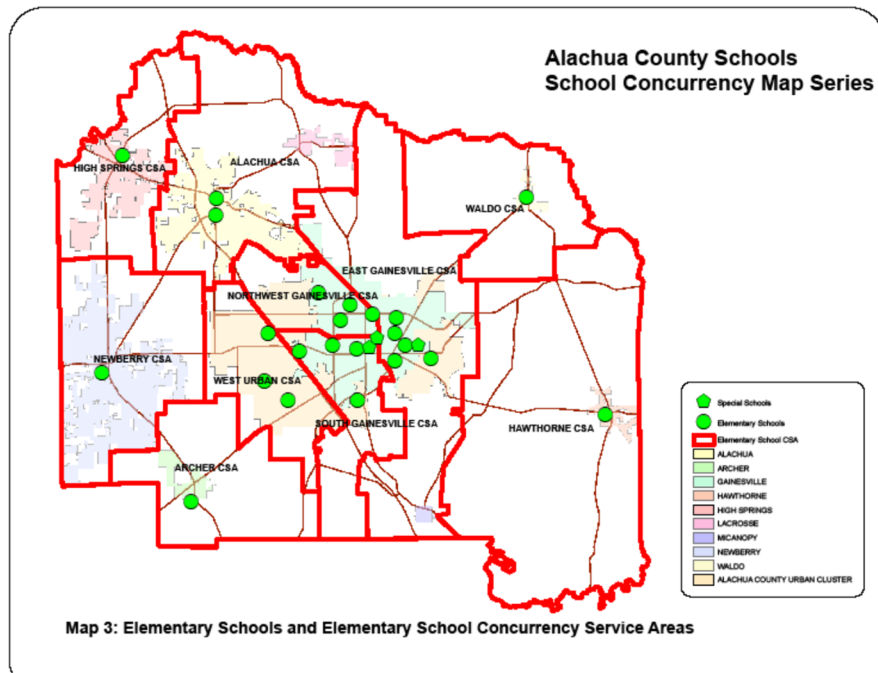 Alachua County Schools
School Concurrency Map Series
HIGH SPRINGS CSA
ALACHUA CSA
WALDO CSA
EAST GAINESVILLE CSA
NORTHWEST GAINESVILLE CSA
NEWBERRY CSA
WEST URBAN CSA
SOUTH GAINESVILLE CSA
HAWTHORNE CSA
ARCHER CSA
Special Schools
Elementary Schools
Elementary School CSA
ALACHUA
ARCHER
GAINESVILLE
HAWTHORNE
HIGH SPRINGS
LACROSSE
MICANOPY
NEWBERRY
WALDO
ALACHUA COUNTY URBAN CLUSTER
Map 3: Elementary Schools and Elementary School Concurrency Service Areas